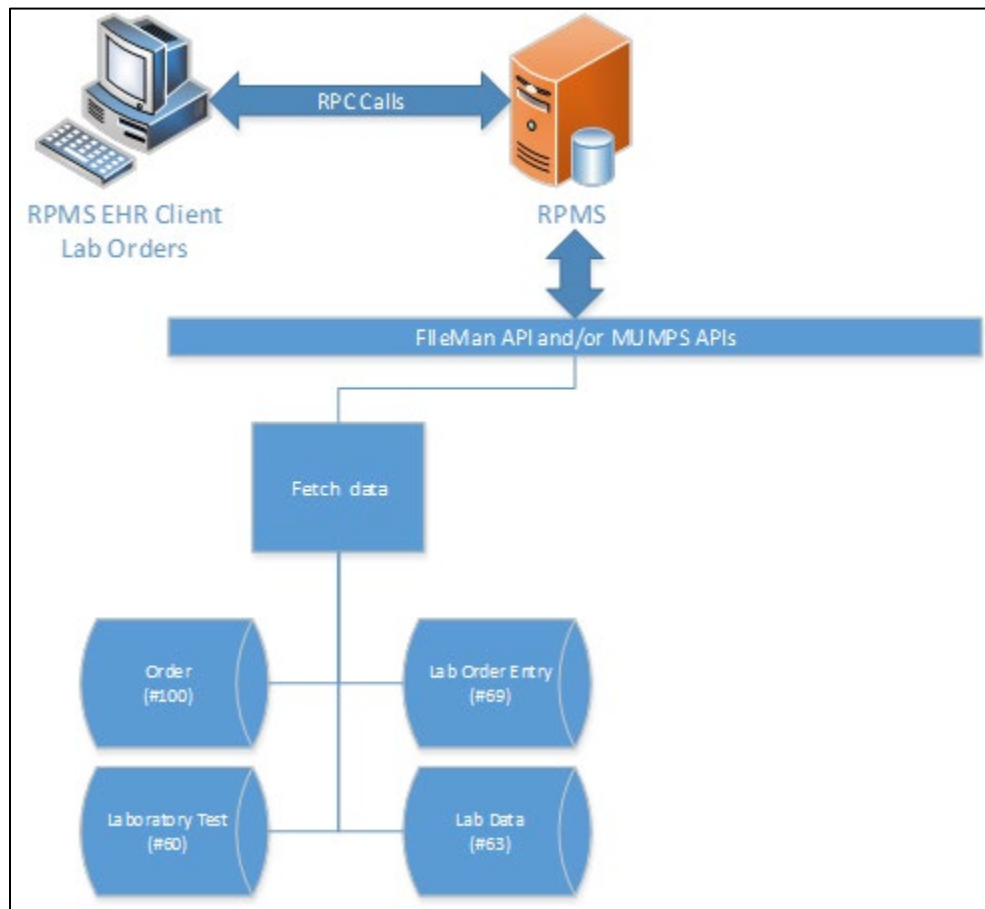 RPC Calls
RPMS EHR Client
Lab Orders
RPMS
FIleMan API and/or MUMPS APIs
Fetch data
Order
(#100)
Lab Order Entry
(#69)
Laboratory Test
(#60)
Lab Data
(#63)